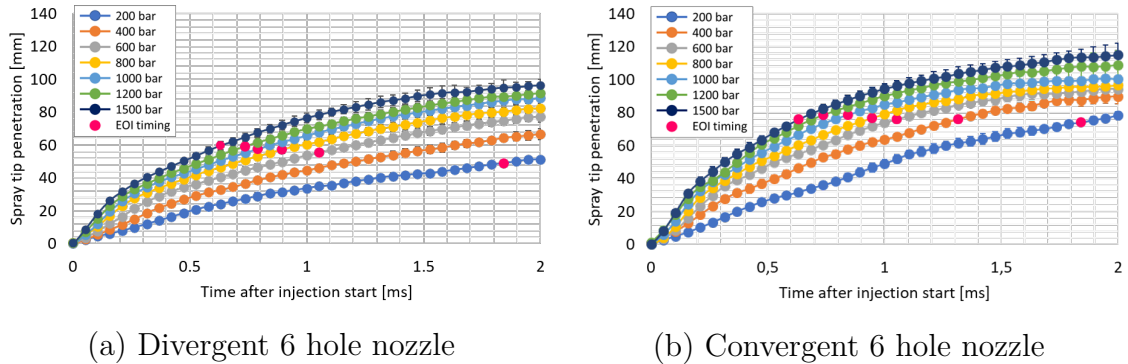 140
120
100
80
60
40
20
0
Spray tip penetration [mm]
200 bar
400 bar
600 bar
800 bar
1000 bar
1200 bar
1500 bar
EOI timing
0
0.5
1
1.5
2
Time after injection start [ms]
(a) Divergent 6 hole nozzle
140
120
100
80
60
40
20
0
Spray tip penetration [mm]
200 bar
400 bar
600 bar
800 bar
1000 bar
1200 bar
1500 bar
EOI timing
0
0,5
1
1,5
2
Time after injection start [ms]
(b) Convergent 6 hole nozzle